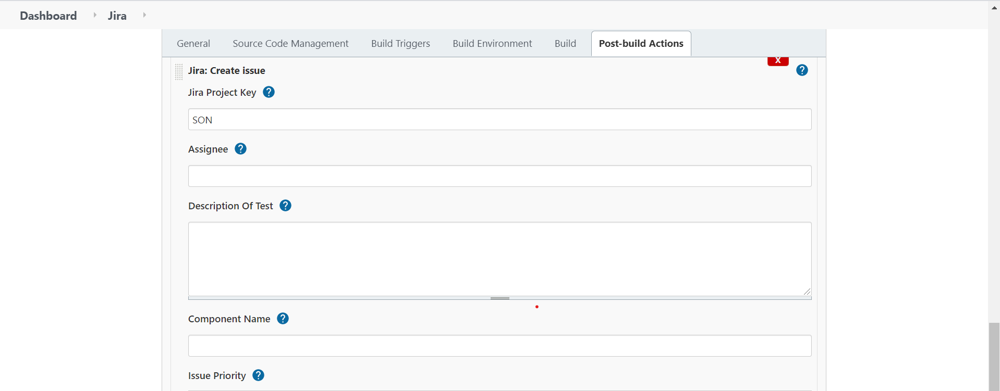 Dashboard Jira
General Source Code Management Build Triggers Build Environment Build Post-build Actions
X
Jira: Create issue ?
Jira Project Key ?
SON
Assignee ?
Description Of Test ?
Component Name ?
Issue Priority ?